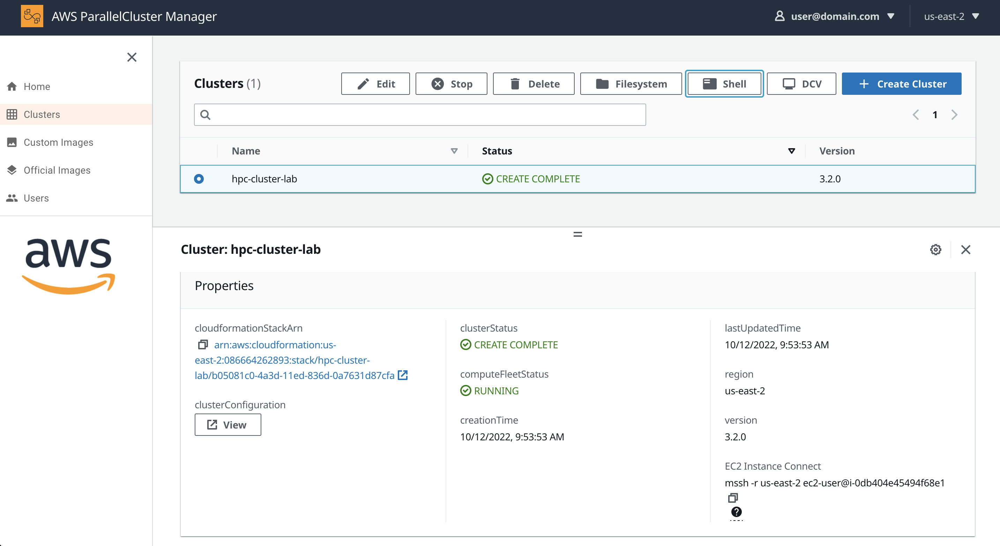 AWS ParallelCluster Manager
user@domain.com
us-east-2
Home
Clusters
Custom Images
Official Images
Users
aws
Clusters (1)
Edit
Stop
Delete
Filesystem
Shell
DCV
+ Create Cluster
1
Name
Status
Version
hpc-cluster-lab
CREATE COMPLETE
3.2.0
Cluster: hpc-cluster-lab
Properties
cloudformationStackArn
arn:aws:cloudformation:us-
east-2:086664262893:stack/hpc-cluster-
lab/b05081c0-4a3d-11ed-836d-0a7631d87cfa
clusterConfiguration
View
clusterStatus
CREATE COMPLETE
computeFleetStatus
RUNNING
creationTime
10/12/2022, 9:53:53 AM
lastUpdatedTime
10/12/2022, 9:53:53 AM
region
us-east-2
version
3.2.0
EC2 Instance Connect
mssh -r us-east-2 ec2-user@i-0db404e45494f68e1